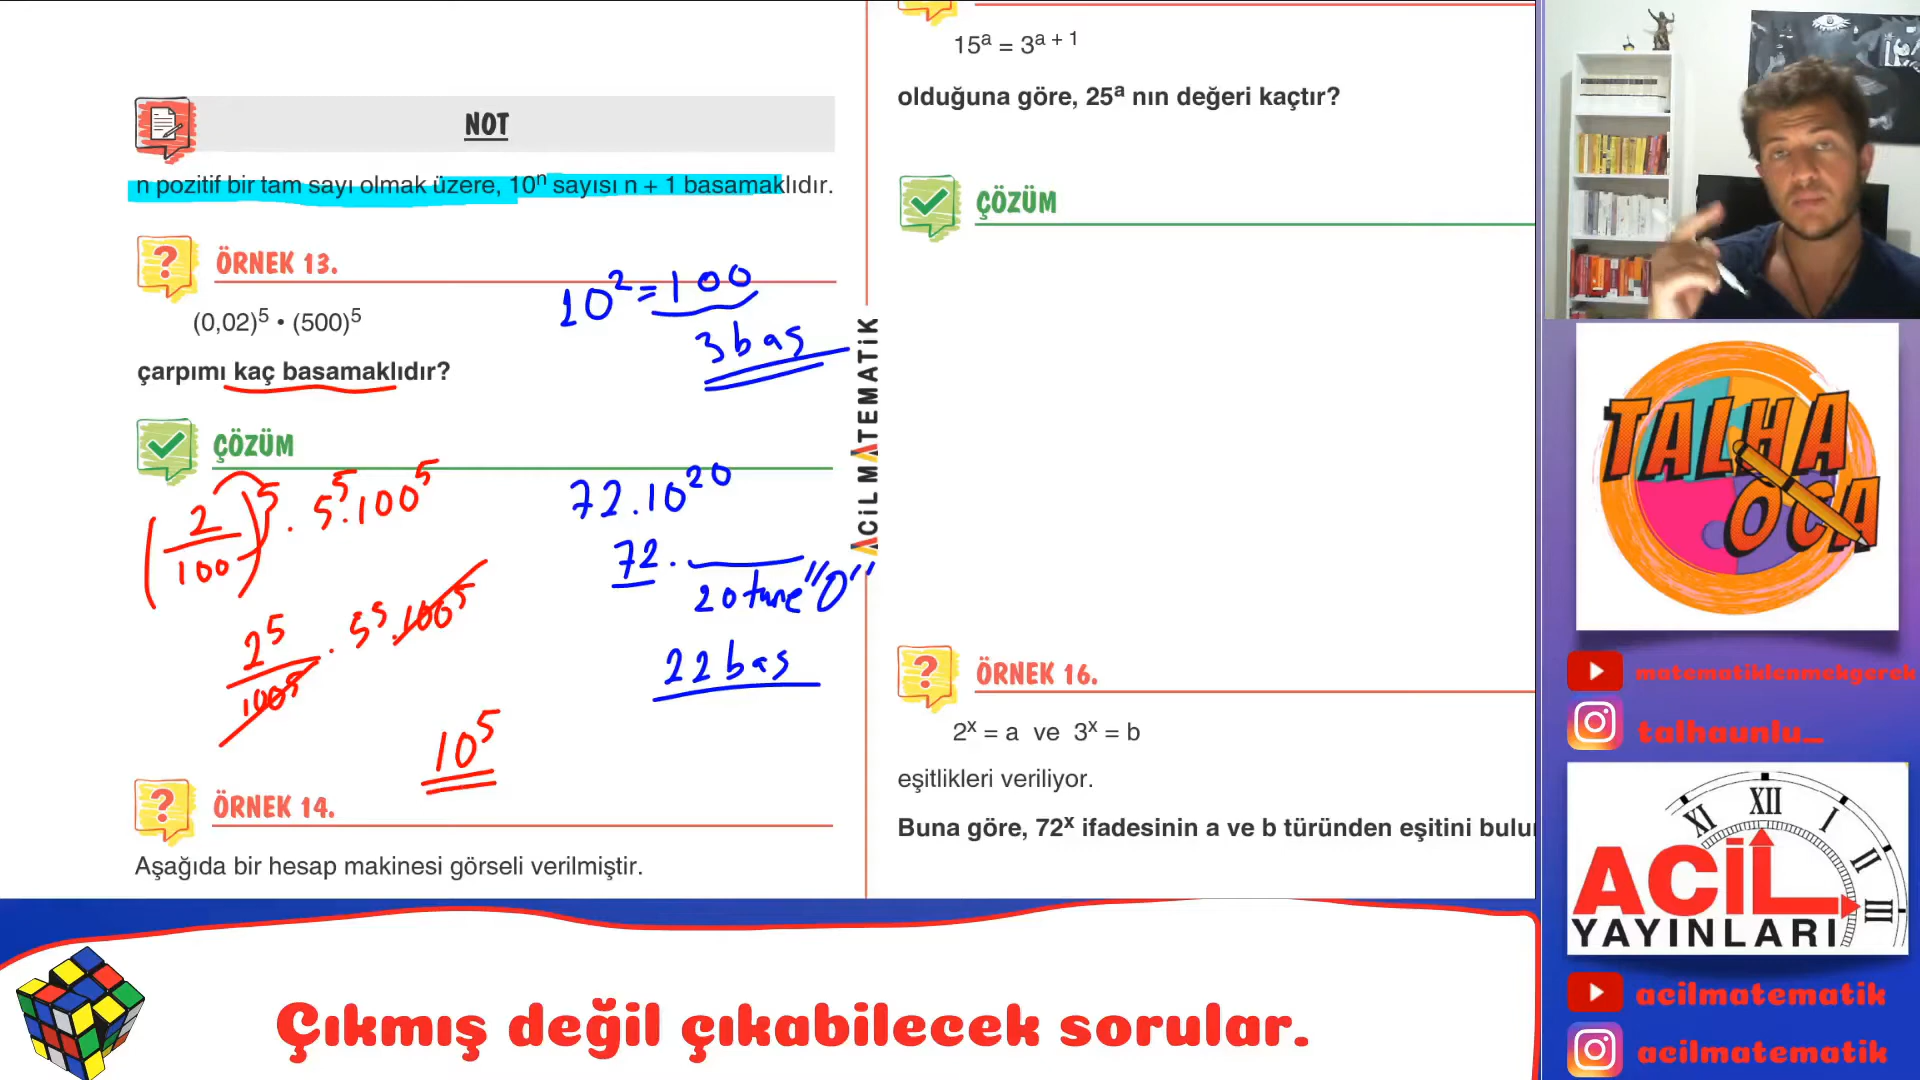 NOT
n pozitif bir tam sayı olmak üzere, 10ⁿ sayısı n + 1 basamaklıdır.
ÖRNEK 13.
(0,02)⁵ • (500)⁵
çarpımı kaç basamaklıdır?
10² = 100
3 bas
ÇÖZÜM
(2/100)⁵ . 5⁵.100⁵
2⁵/100⁵ . 5⁵.100⁵
10⁵
72.10²⁰
72.
20 tane "0"
22 bas
ÖRNEK 14.
Aşağıda bir hesap makinesi görseli verilmiştir.
ACİL MATEMATİK
15ᵃ = 3ᵃ ⁺ ¹
olduğuna göre, 25ᵃ nın değeri kaçtır?
ÇÖZÜM
ÖRNEK 16.
2ˣ = a ve 3ˣ = b
eşitlikleri veriliyor.
Buna göre, 72ˣ ifadesinin a ve b türünden eşitini
TALHA
OCA
matematiklenmekgerek
talhaunlu_
XI XII I II III
ACİL
YAYINLARI
acilmatematik
acilmatematik
Çıkmış değil çıkabilecek sorular.